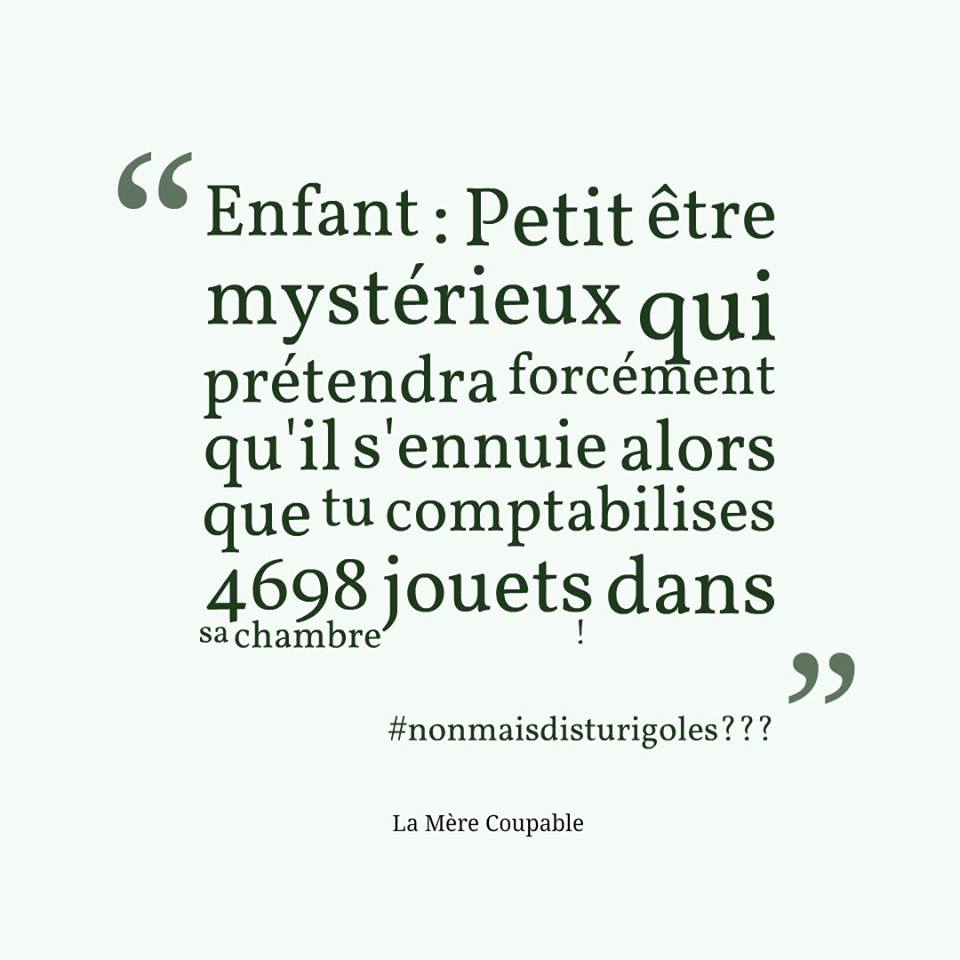 “Enfant : Petit être
mystérieux qui
prétendra forcément
qu'il s'ennuie alors
que tu comptabilises
4698 jouets dans
sa chambre !”
#nonmaisdisturigoles???
La Mère Coupable